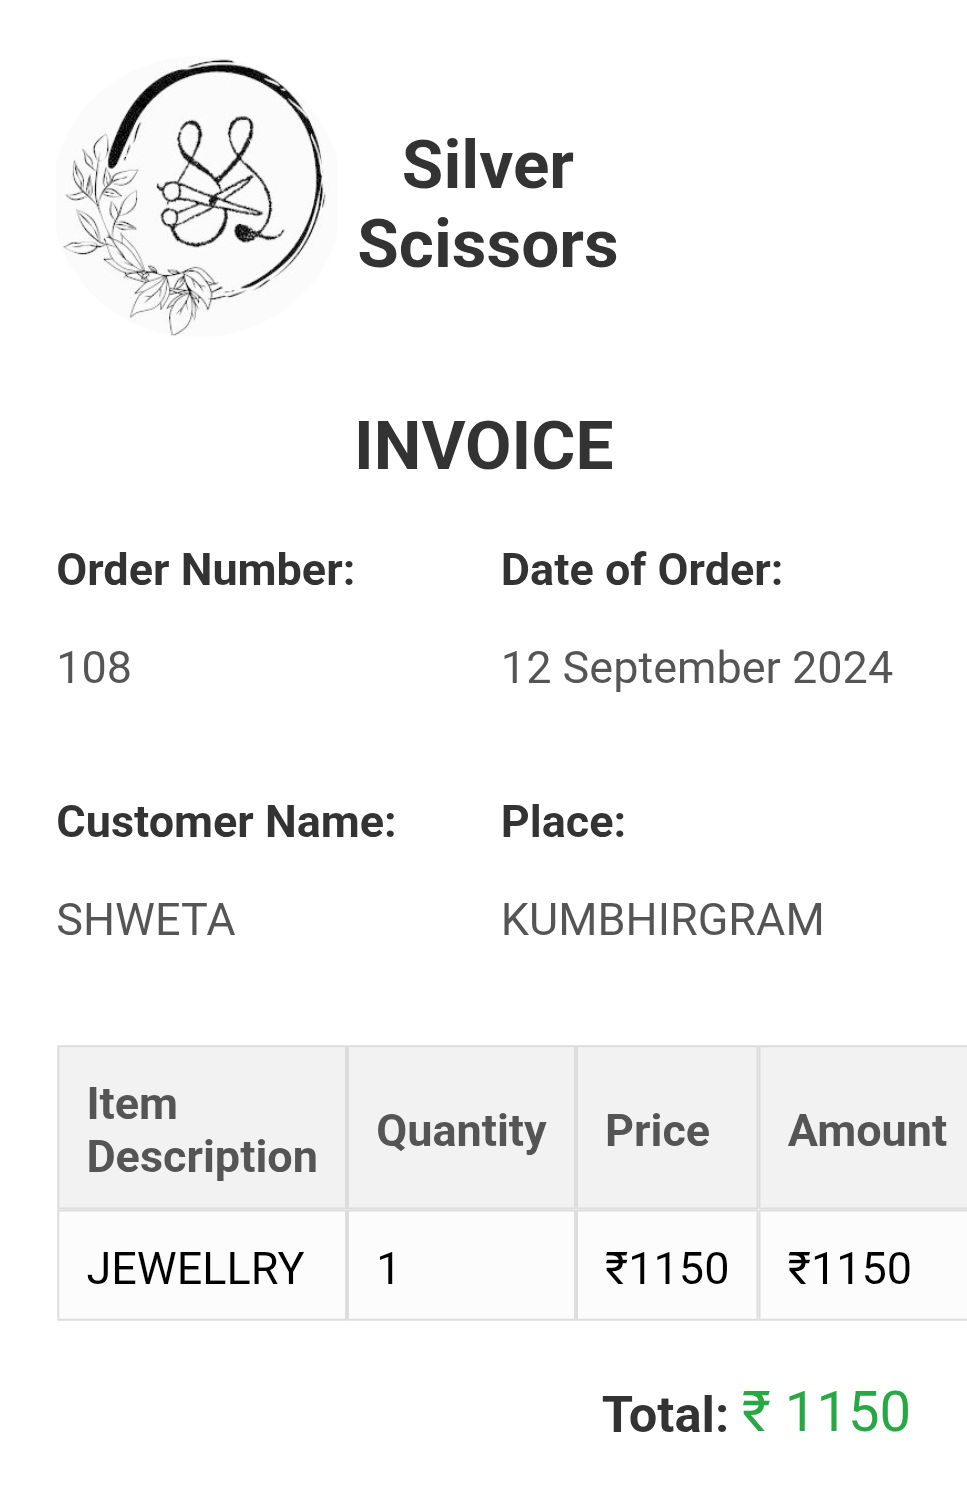 Silver
Scissors
INVOICE
Order Number: Date of Order:
108 12 September 2024
Customer Name: Place:
SHWETA KUMBHIRGRAM
Item Description Quantity Price Amount
JEWELLRY 1 ₹1150 ₹1150
Total: ₹ 1150